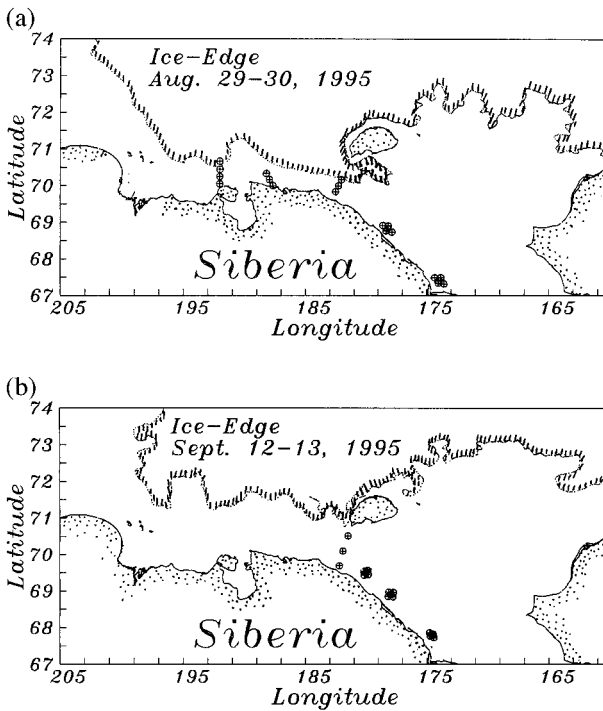 (a)
74
73
72
71
70
69
68
67
Latitude
Ice-Edge
Aug. 29-30, 1995
Siberia
205
195
185
175
165
Longitude
(b)
74
73
72
71
70
69
68
67
Latitude
Ice-Edge
Sept. 12-13, 1995
Siberia
205
195
185
175
165
Longitude